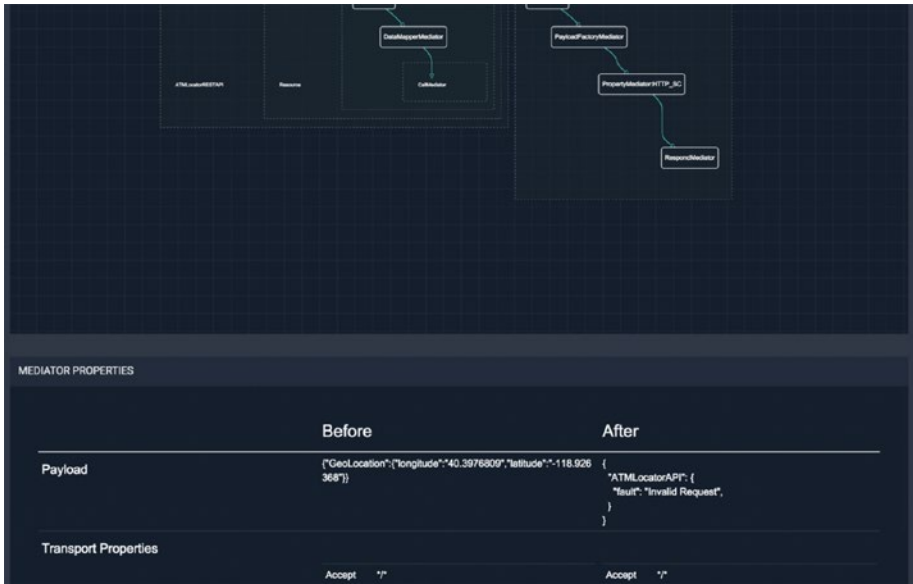 DataMapperMediator
PayloadFactoryMediator
ATMLocatorRESTAPI
Resource
CallMediator
PropertyMediator:HTTP_SC
RespondMediator
MEDIATOR PROPERTIES
Before
After
Payload
{"GeoLocation":{"longitude":"40.3976809","latitude":"-118.926
368"}}
{
"ATMLocatorAPI": {
"fault": "Invalid Request",
}
}
Transport Properties
Accept */*
Accept */*